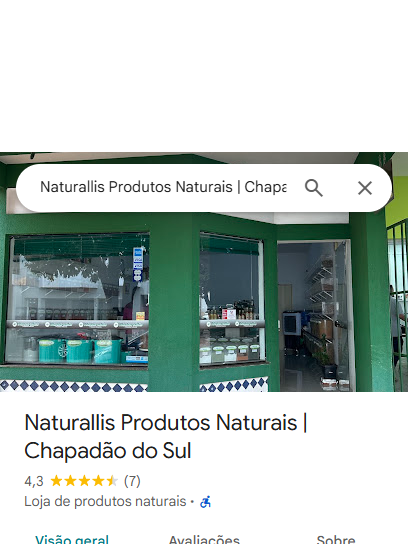 Naturallis Produtos Naturais | Chapa
Naturallis Produtos Naturais |
Chapadão do Sul
4,3 (7)
Loja de produtos naturais ·
Visão geral Avaliações Sobre